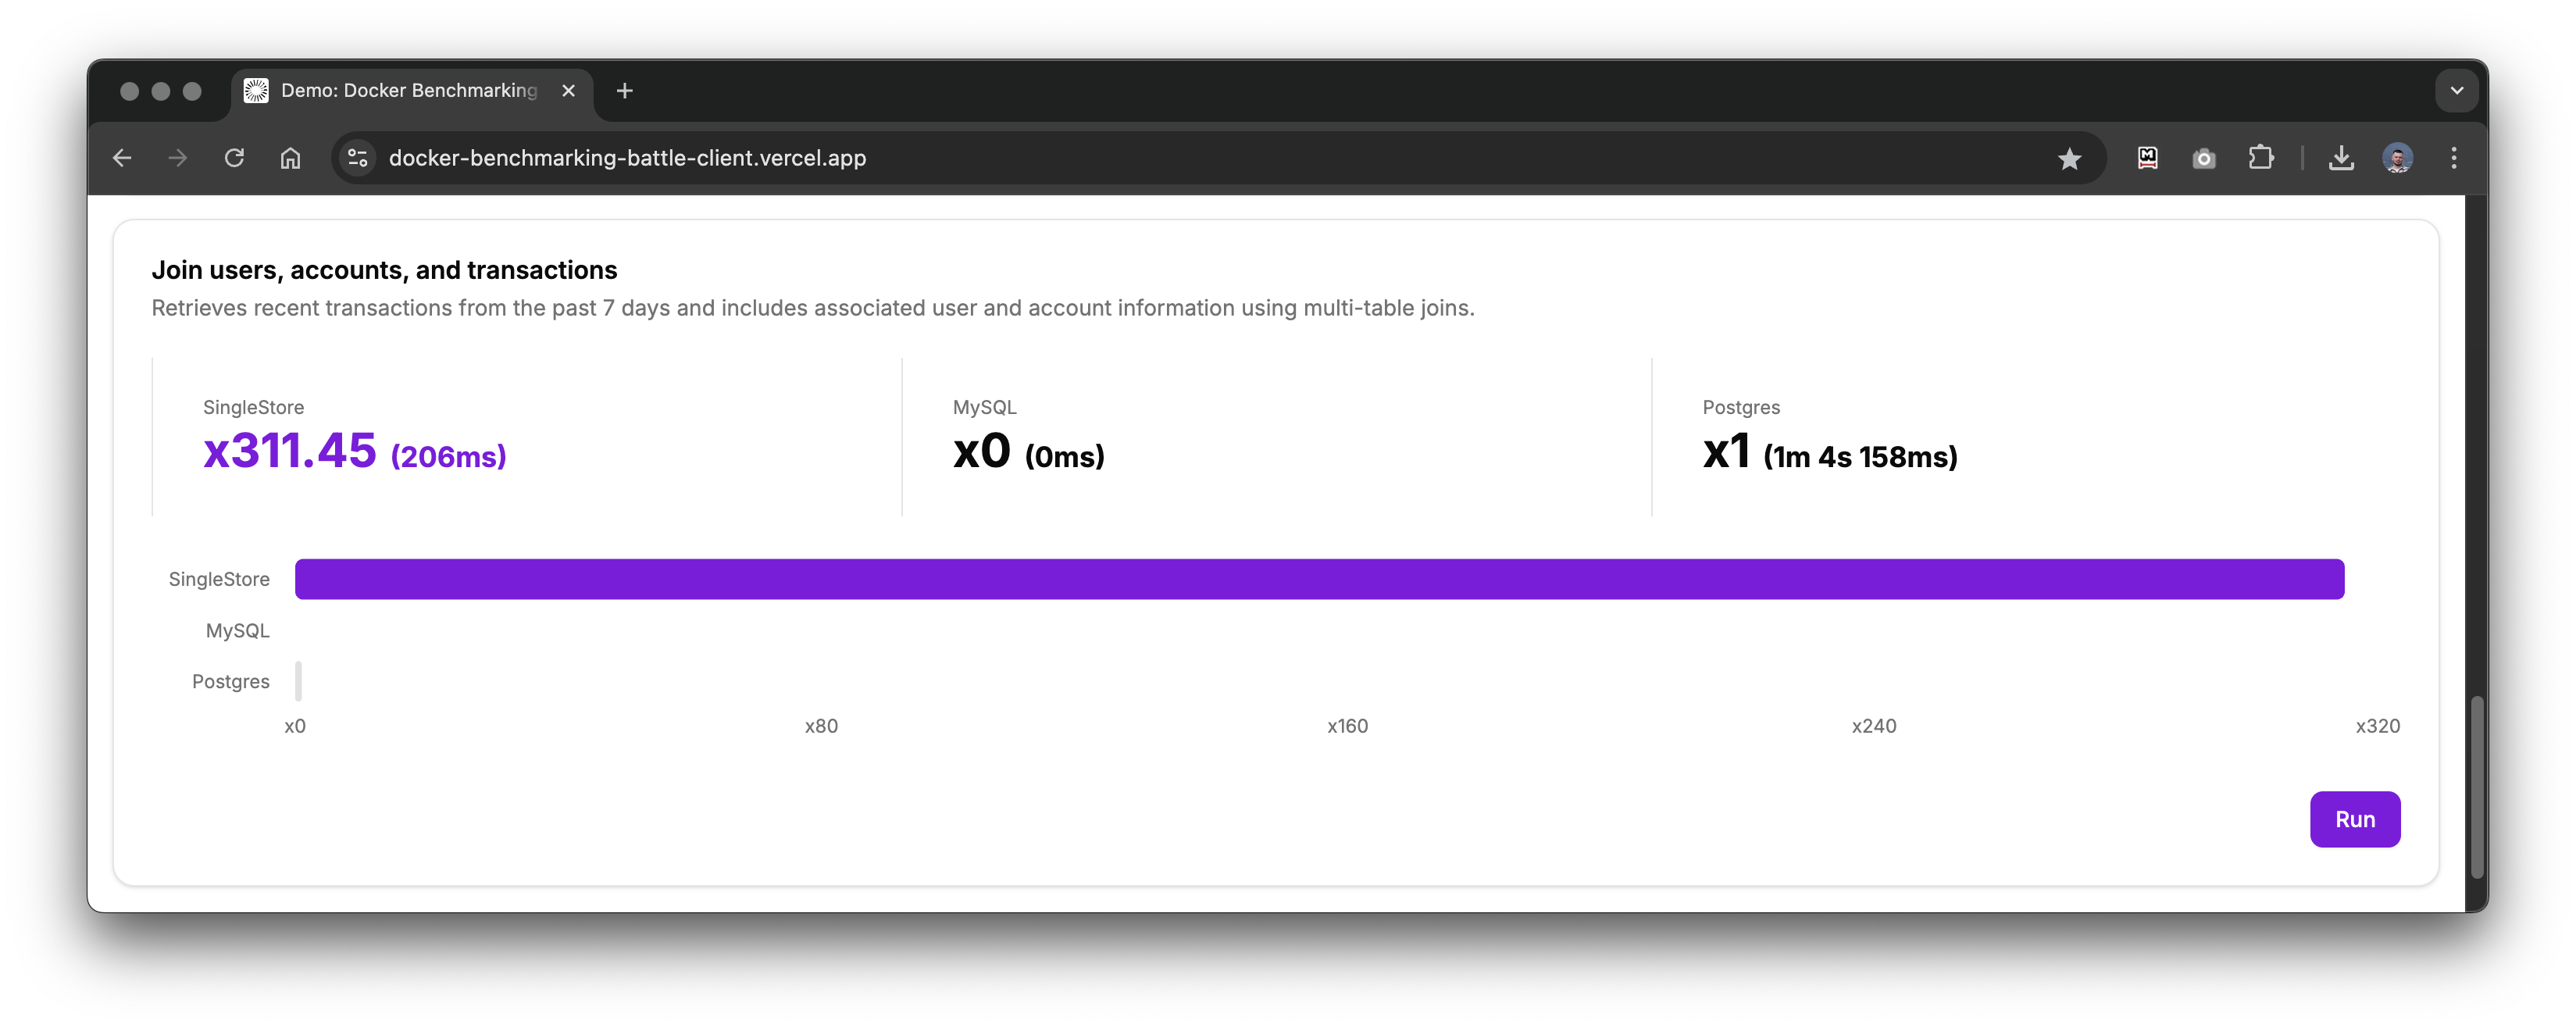 Demo: Docker Benchmarking
docker-benchmarking-battle-client.vercel.app
Join users, accounts, and transactions
Retrieves recent transactions from the past 7 days and includes associated user and account information using multi-table joins.
SingleStore
x311.45 (206ms)
MySQL
x0 (0ms)
Postgres
x1 (1m 4s 158ms)
SingleStore
MySQL
Postgres
x0 x80 x160 x240 x320
Run